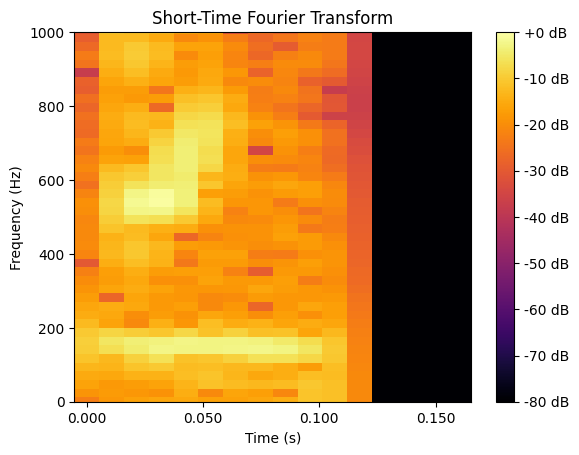 Short-Time Fourier Transform
1000
800
600
400
200
0
Frequency (Hz)
0.000
0.050
0.100
0.150
Time (s)
+0 dB
-10 dB
-20 dB
-30 dB
-40 dB
-50 dB
-60 dB
-70 dB
-80 dB